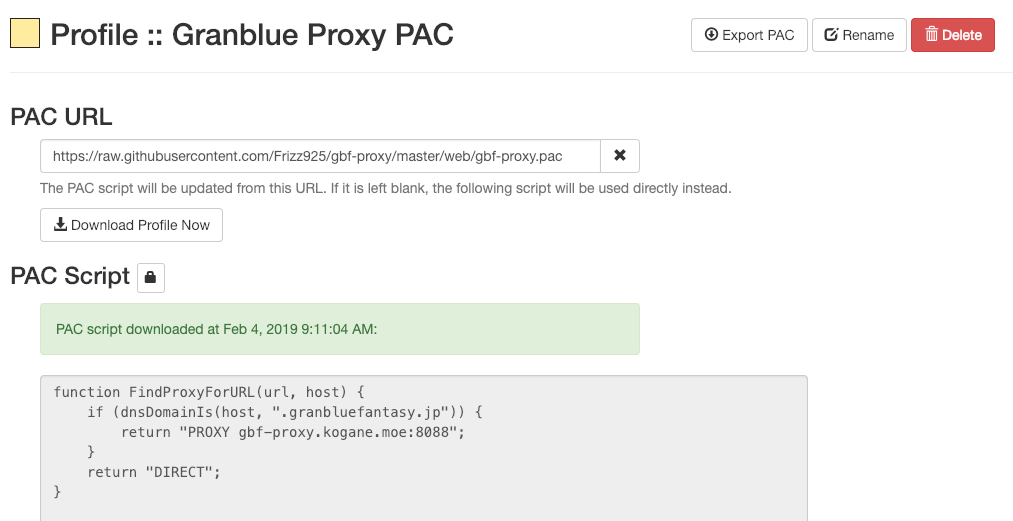 Profile :: Granblue Proxy PAC
Export PAC
Rename
Delete
PAC URL
https://raw.githubusercontent.com/Frizz925/gbf-proxy/master/web/gbf-proxy.pac
The PAC script will be updated from this URL. If it is left blank, the following script will be used directly instead.
Download Profile Now
PAC Script
PAC script downloaded at Feb 4, 2019 9:11:04 AM:
function FindProxyForURL(url, host) {
    if (dnsDomainIs(host, ".granbluefantasy.jp")) {
        return "PROXY gbf-proxy.kogane.moe:8088";
    }
    return "DIRECT";
}